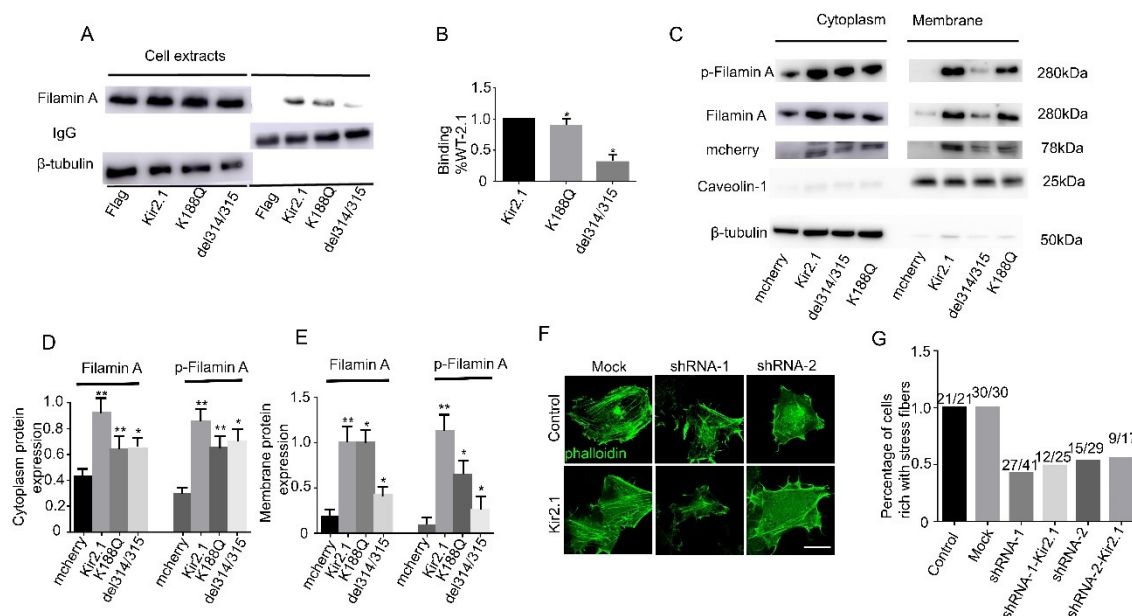 A
Cell extracts
Filamin A
IgG
β-tubulin
Flag
Kir2.1
K188Q
del314/315
Flag
Kir2.1
K188Q
del314/315
B
Binding
%WT-2.1
1.5
1.0
0.5
0.0
*
*
Kir2.1
K188Q
del314/315
C
Cytoplasm
Membrane
p-Filamin A
280kDa
Filamin A
280kDa
mcherry
78kDa
Caveolin-1
25kDa
β-tubulin
50kDa
mcherry
Kir2.1
del314/315
K188Q
mcherry
Kir2.1
del314/315
K188Q
D
Filamin A
p-Filamin A
Cytoplasm protein
expression
1.2
1.0
0.8
0.6
0.4
0.2
0
**
**
*
**
**
*
mcherry
Kir2.1
K188Q
del314/315
mcherry
Kir2.1
K188Q
del314/315
E
Filamin A
p-Filamin A
Membrane protein
expression
1.5
1.0
0.5
0.0
**
*
*
**
*
*
mcherry
Kir2.1
K188Q
del314/315
mcherry
Kir2.1
K188Q
del314/315
F
Mock
shRNA-1
shRNA-2
Control
phalloidin
Kir2.1
G
Percentage of cells
rich with stress fibers
1.5
1.0
0.5
0.0
21/21
30/30
27/41
12/25
15/29
9/17
Control
Mock
shRNA-1
shRNA-1-Kir2.1
shRNA-2
shRNA-2-Kir2.1